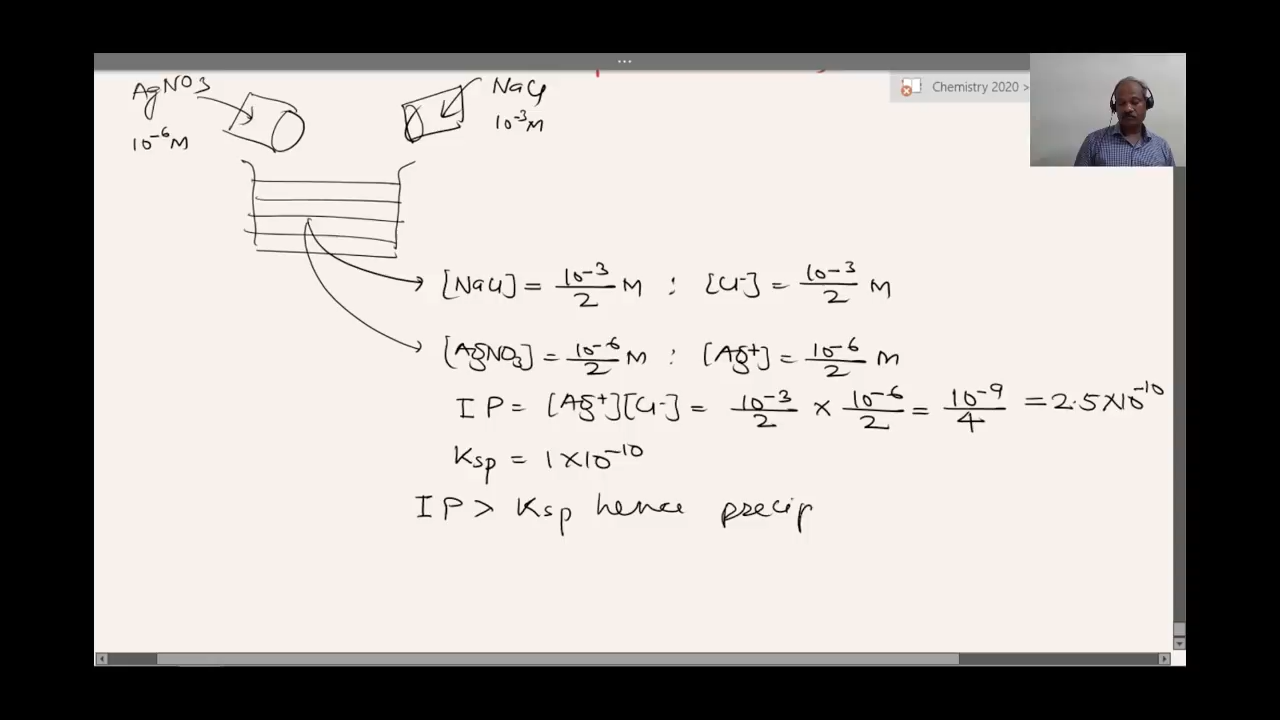 ...
Chemistry 2020 >
AgNO3
10⁻⁶M
NaCl
10⁻³M
[NaCl] = 10⁻³/2 M : [Cl⁻] = 10⁻³/2 M
[AgNO₃] = 10⁻⁶/2 M : [Ag⁺] = 10⁻⁶/2 M
IP = [Ag⁺][Cl⁻] = 10⁻³/2 × 10⁻⁶/2 = 10⁻⁹/4 = 2.5×10⁻¹⁰
Ksp = 1×10⁻¹⁰
IP > Ksp hence precip